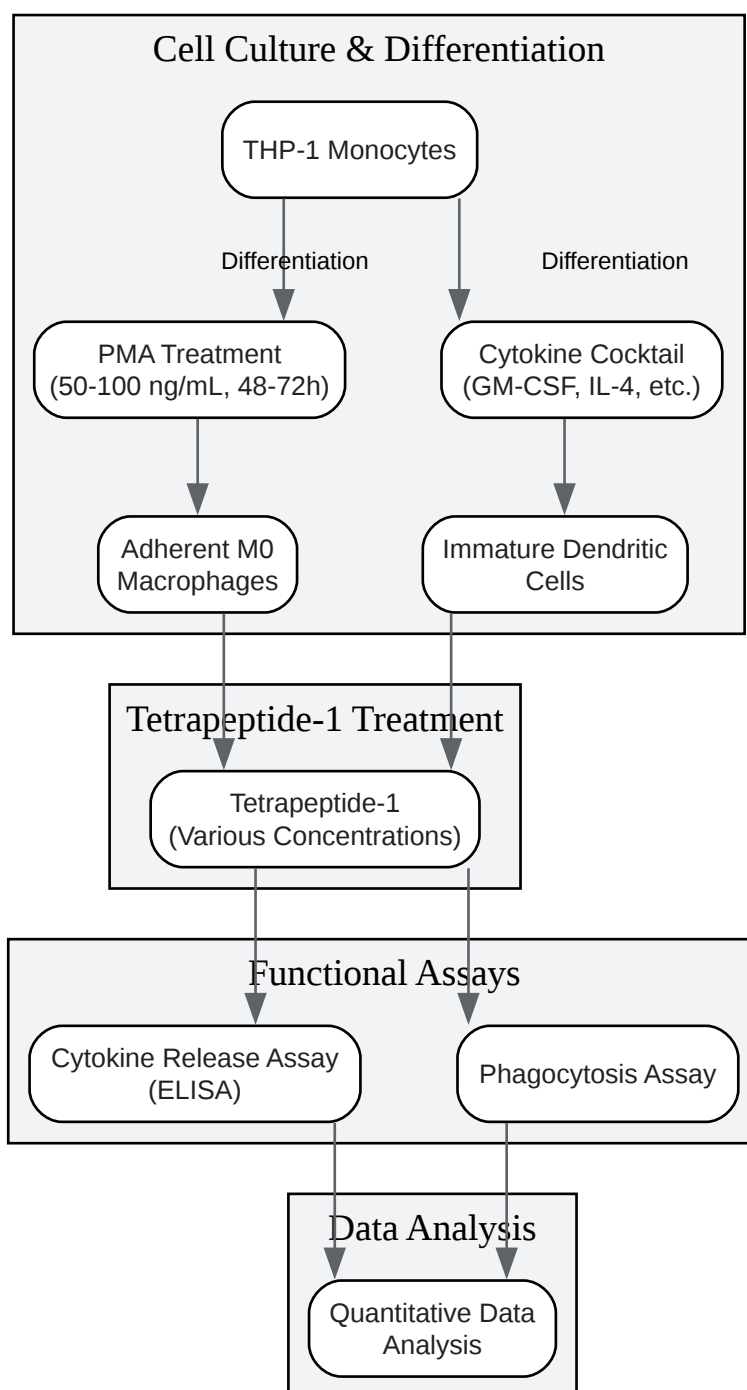 Cell Culture & Differentiation
THP-1 Monocytes
Differentiation
Differentiation
PMA Treatment
(50-100 ng/mL, 48-72h)
Cytokine Cocktail
(GM-CSF, IL-4, etc.)
Adherent M0
Macrophages
Immature Dendritic
Cells
Tetrapeptide-1 Treatment
Tetrapeptide-1
(Various Concentrations)
Functional Assays
Cytokine Release Assay
(ELISA)
Phagocytosis Assay
Data Analysis
Quantitative Data
Analysis